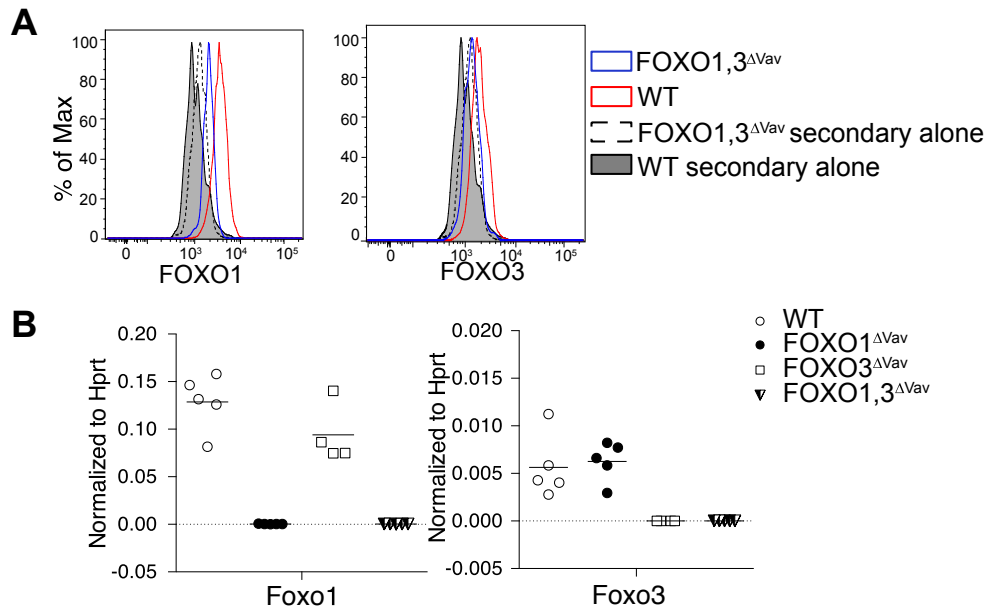 A
% of Max
100
80
60
40
20
0
0 10³ 10⁴ 10⁵
FOXO1
100
80
60
40
20
0
0 10³ 10⁴ 10⁵
FOXO3
FOXO1,3ΔVav
WT
FOXO1,3ΔVav secondary alone
WT secondary alone
B
Normalized to Hprt
0.20
0.15
0.10
0.05
0.00
-0.05
Foxo1
Normalized to Hprt
0.020
0.015
0.010
0.005
0.000
-0.005
Foxo3
WT
FOXO1ΔVav
FOXO3ΔVav
FOXO1,3ΔVav